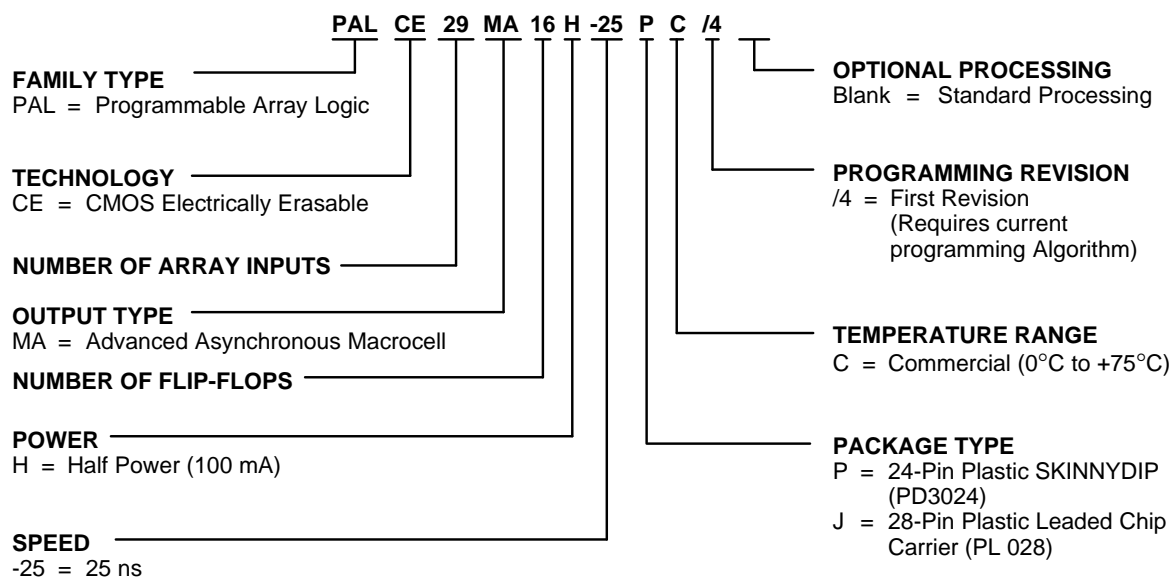 PAL CE 29 MA 16 H -25 P C /4
FAMILY TYPE
PAL = Programmable Array Logic
TECHNOLOGY
CE = CMOS Electrically Erasable
NUMBER OF ARRAY INPUTS
OUTPUT TYPE
MA = Advanced Asynchronous Macrocell
NUMBER OF FLIP-FLOPS
POWER
H = Half Power (100 mA)
SPEED
-25 = 25 ns
OPTIONAL PROCESSING
Blank = Standard Processing
PROGRAMMING REVISION
/4 = First Revision
(Requires current
programming Algorithm)
TEMPERATURE RANGE
C = Commercial (0°C to +75°C)
PACKAGE TYPE
P = 24-Pin Plastic SKINNYDIP
(PD3024)
J = 28-Pin Plastic Leaded Chip
Carrier (PL 028)